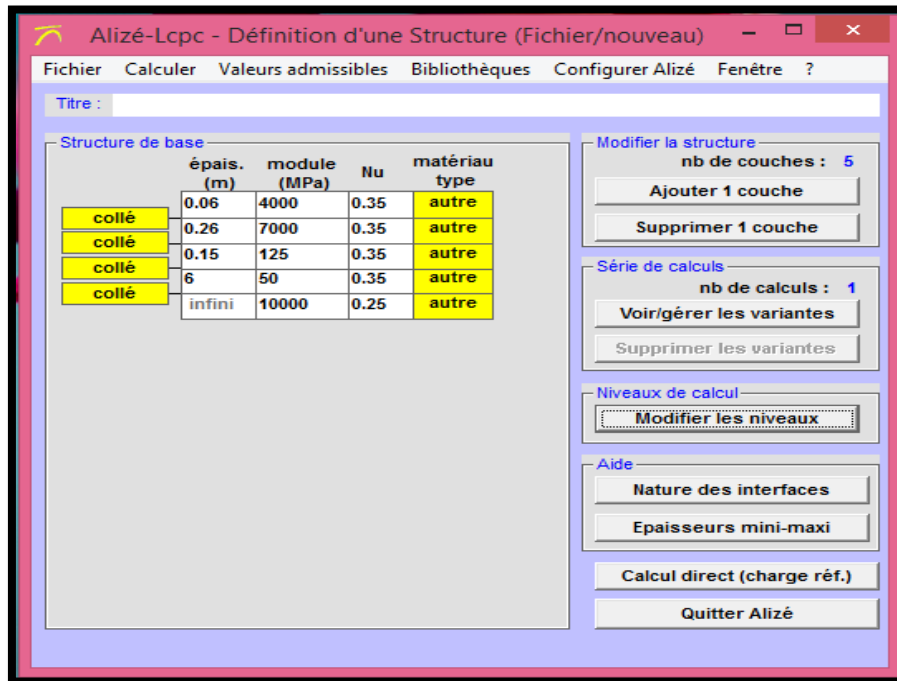 Alizé-Lcpc - Définition d'une Structure (Fichier/nouveau)
Fichier Calculer Valeurs admissibles Bibliothèques Configurer Alizé Fenêtre ?
Titre :
Structure de base
épais. (m) module (MPa) Nu matériau type
0.06 4000 0.35 autre
collé
0.26 7000 0.35 autre
collé
0.15 125 0.35 autre
collé
6 50 0.35 autre
collé
infini 10000 0.25 autre
Modifier la structure
nb de couches : 5
Ajouter 1 couche
Supprimer 1 couche
Série de calculs
nb de calculs : 1
Voir/gérer les variantes
Supprimer les variantes
Niveaux de calcul
Modifier les niveaux
Aide
Nature des interfaces
Epaisseurs mini-maxi
Calcul direct (charge réf.)
Quitter Alizé